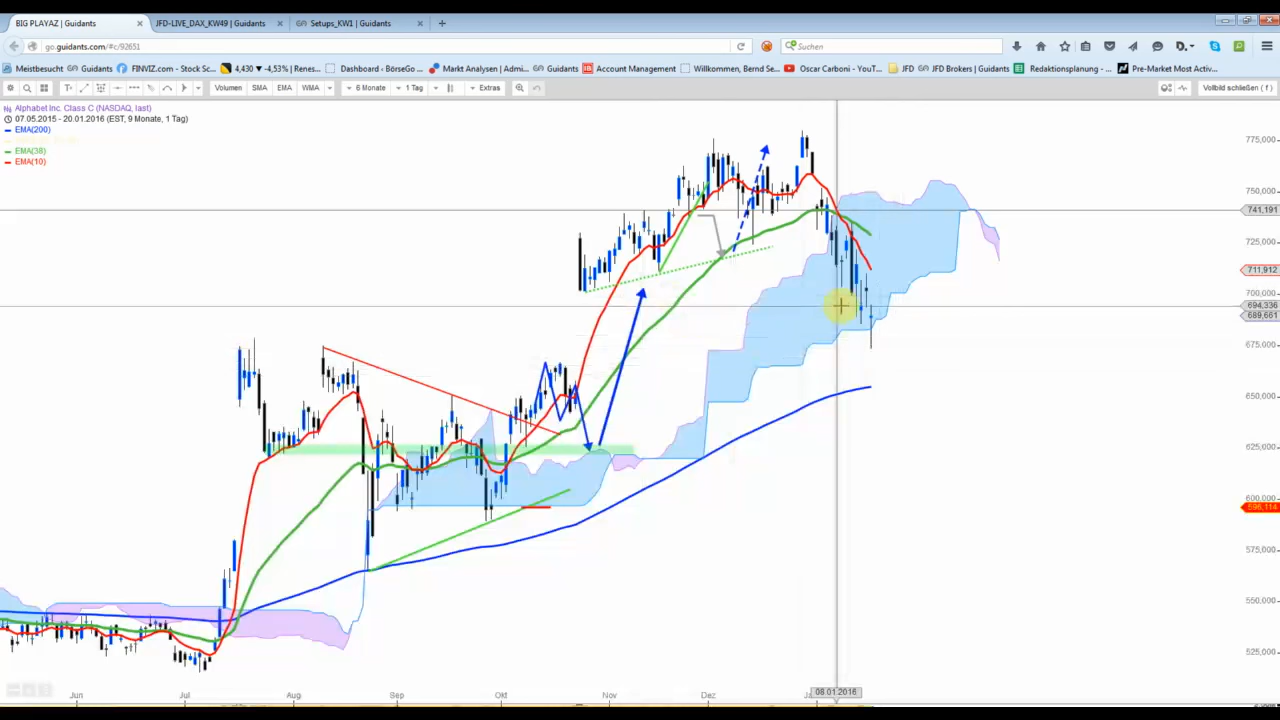 BIG PLAYAZ | Guidants
JFD-LIVE_DAX_KW49 | Guidants
Setups_KW1 | Guidants
go.guidants.com/#c/92651
Suchen
Meistbesucht
Guidants
FINVIZ.com - Stock Sc...
4,430 ▼ -4,53% | Renes...
Dashboard - BörseGo ...
Markt Analysen | Admi...
Guidants
Account Management
Willkommen, Bernd Se...
Oscar Carboni - YouT...
JFD
JFD Brokers | Guidants
Redaktionsplanung - ...
Pre-Market Most Activ...
Volumen
SMA
EMA
WMA
6 Monate
1 Tag
Extras
Vollbild schließen ( f )
Alphabet Inc. Class C (NASDAQ, last)
07.05.2015 - 20.01.2016 (EST, 9 Monate, 1 Tag)
EMA(200)
EMA(38)
EMA(10)
775,000
750,000
741,191
725,000
711,912
700,000
694,336
689,661
675,000
650,000
625,000
600,000
596,114
575,000
550,000
525,000
Jun
Jul
Aug
Sep
Okt
Nov
Dez
08.01.2016